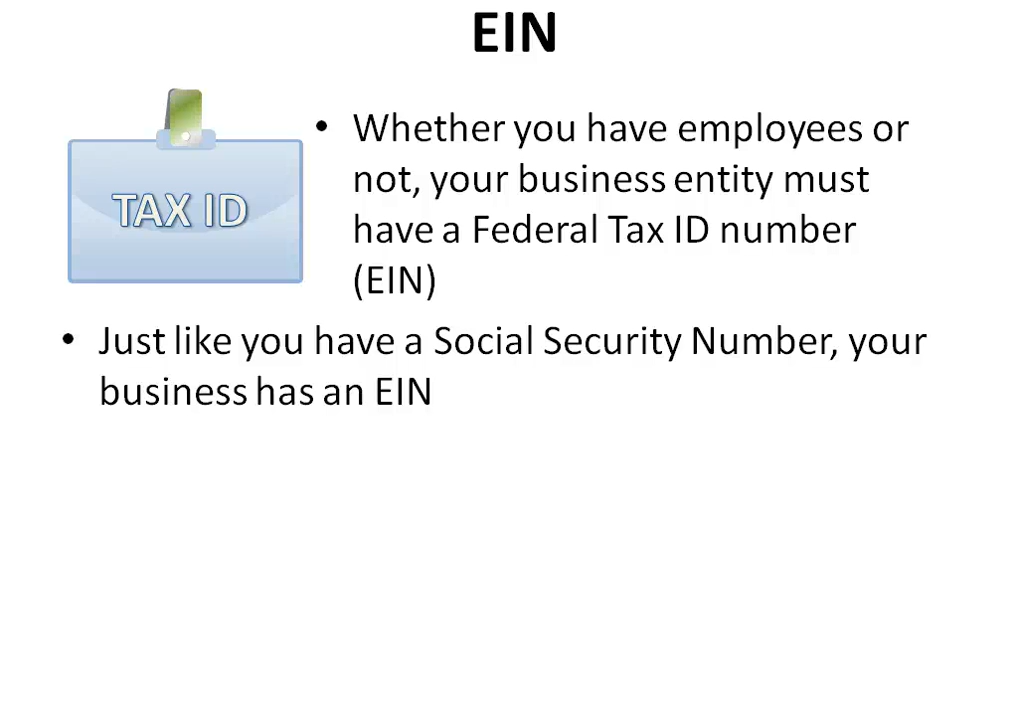 EIN
TAX ID
• Whether you have employees or
not, your business entity must
have a Federal Tax ID number
(EIN)
• Just like you have a Social Security Number, your
business has an EIN